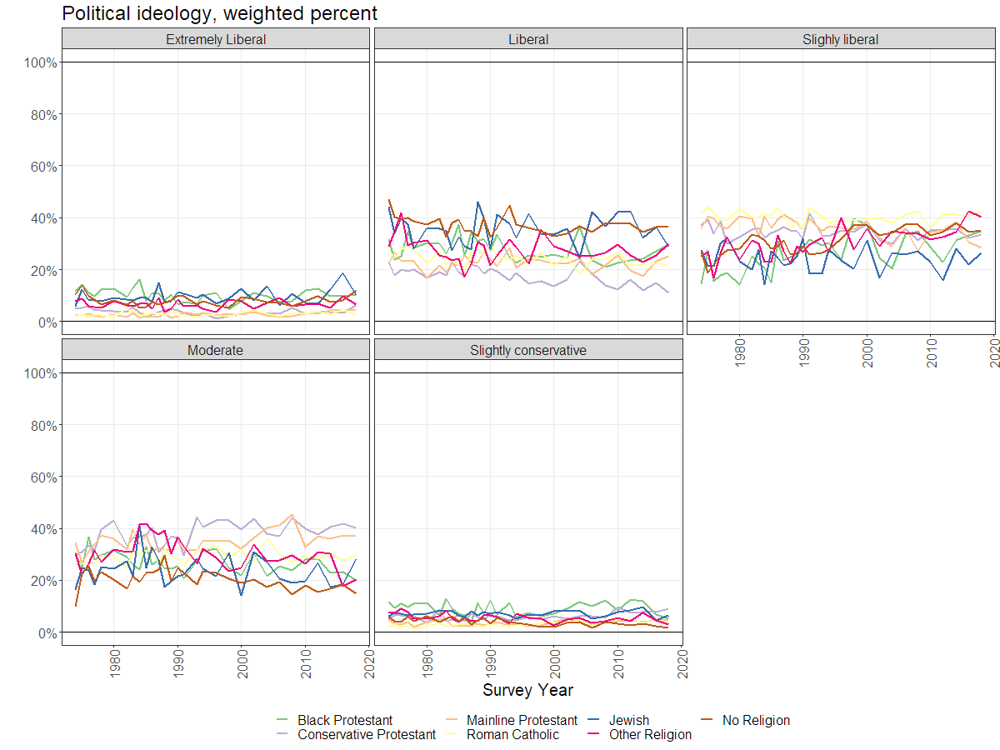 Political ideology, weighted percent
Extremely Liberal
Liberal
Slighly liberal
100%
80%
60%
40%
20%
0%
1980
1990
2000
2010
2020
Moderate
Slightly conservative
100%
80%
60%
40%
20%
0%
1980
1990
2000
2010
2020
1980
1990
2000
2010
2020
Survey Year
Black Protestant
Mainline Protestant
Jewish
No Religion
Conservative Protestant
Roman Catholic
Other Religion